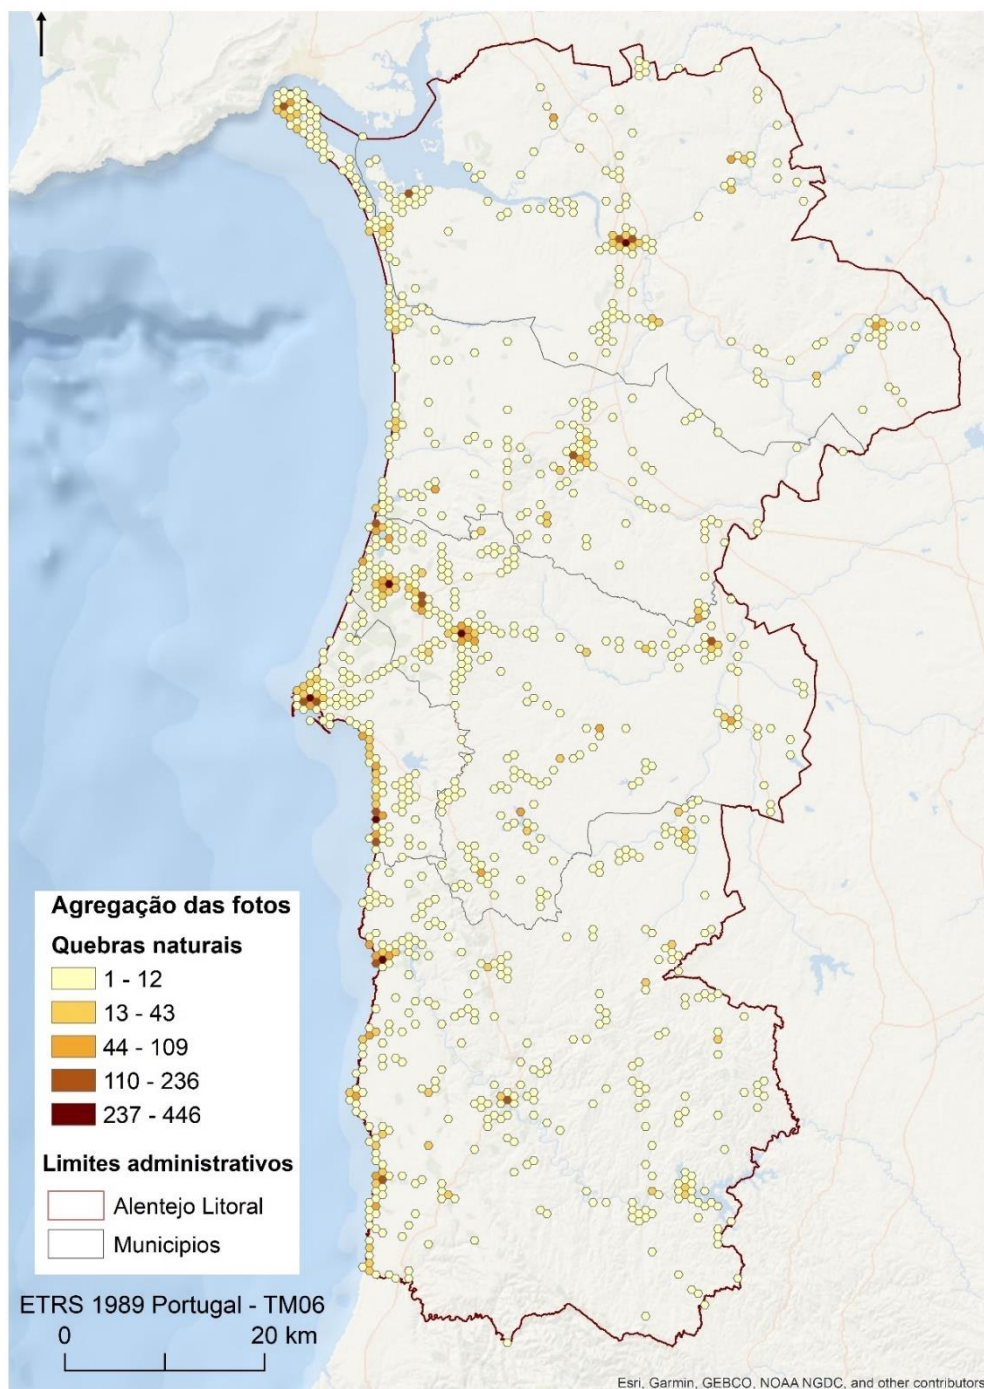 Agregação das fotos
Quebras naturais
1 - 12
13 - 43
44 - 109
110 - 236
237 - 446
Limites administrativos
Alentejo Litoral
Municipios
ETRS 1989 Portugal - TM06
0 20 km
Esri, Garmin, GEBCO, NOAA NGDC, and other contributors